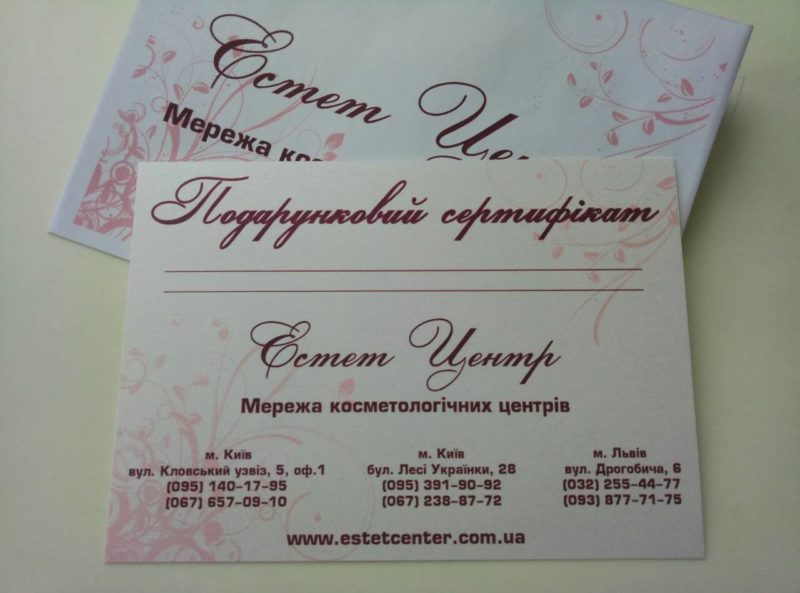 Естет Це
Мережа кос
Подарунковий сертифікат
Естет Центр
Мережа косметологічних центрів
м. Київ
вул. Кловський узвіз, 5, оф.1
(095) 140-17-95
(067) 657-09-10
м. Київ
бул. Лесі Українки, 28
(095) 391-90-92
(067) 238-87-72
м. Львів
вул. Дрогобича, 6
(032) 255-44-77
(093) 877-71-75
www.estetcenter.com.ua